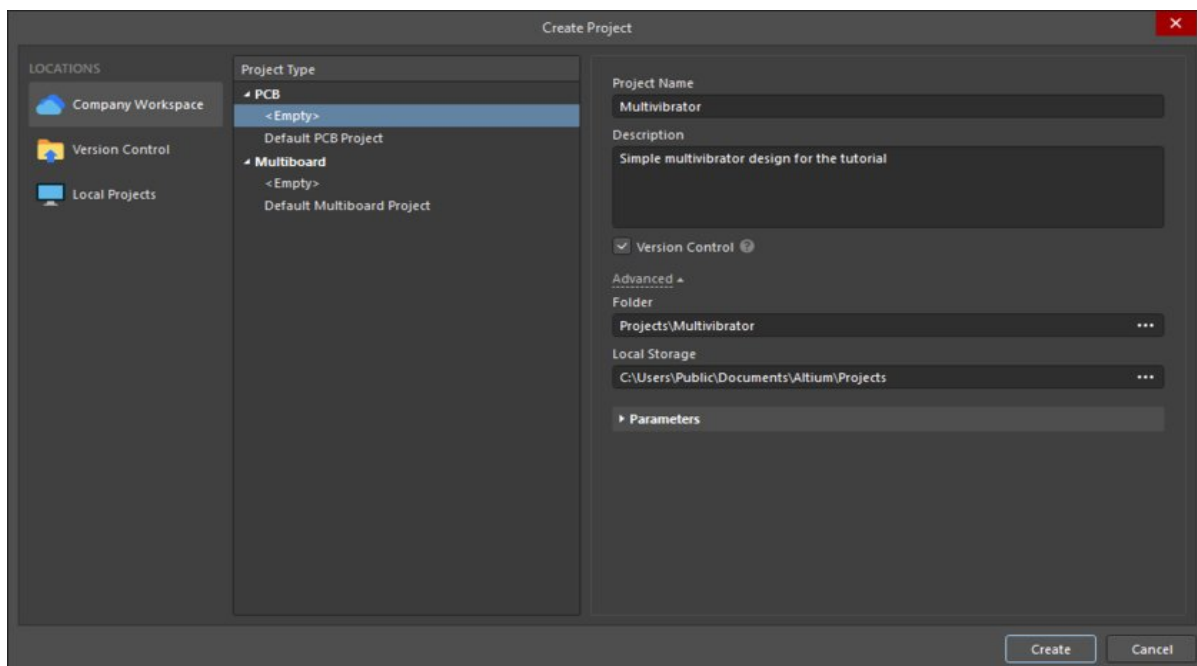 Create Project
LOCATIONS
Company Workspace
Version Control
Local Projects
Project Type
PCB
<Empty>
Default PCB Project
Multiboard
<Empty>
Default Multiboard Project
Project Name
Multivibrator
Description
Simple multivibrator design for the tutorial
Version Control ?
Advanced
Folder
Projects\Multivibrator
Local Storage
C:\Users\Public\Documents\Altium\Projects
Parameters
Create
Cancel